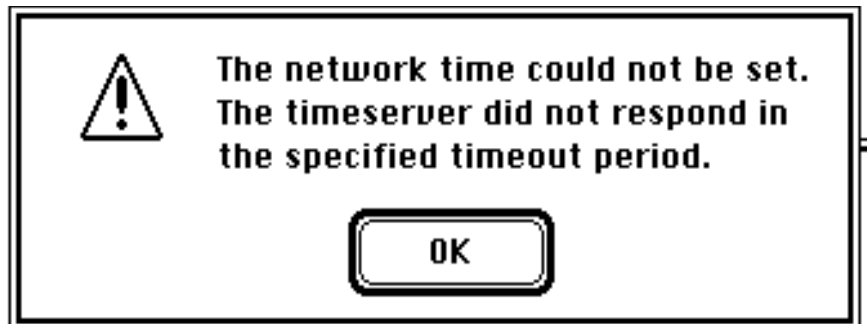 The network time could not be set.
The timeserver did not respond in
the specified timeout period.
OK